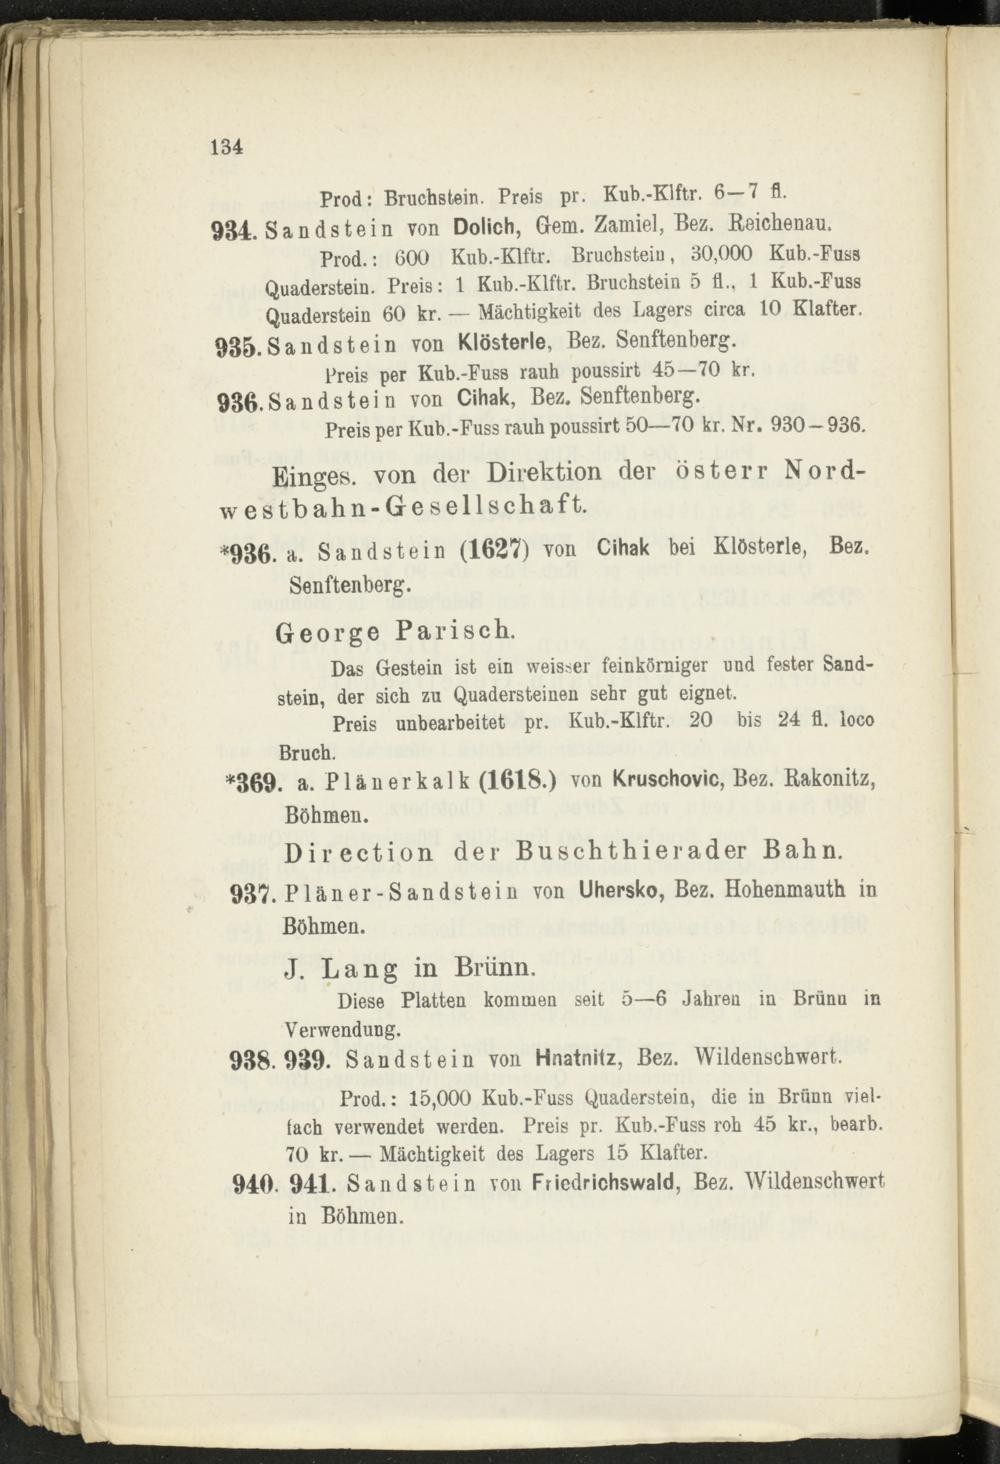 134
Prod: Bruchstein. Preis pr. Kub.-Klftr. 6—7 fl.
934. Sandstein von Dolich, Gem. Zamiel, Bez. Reichenau.
Prod.: 600 Kub.-Klftr. Bruchstein, 30,000 Kub.-Fuss
Quaderstein. Preis: 1 Kub.-Klftr. Bruchstein 5 fl., 1 Kub.-Fuss
Quaderstein 60 kr. — Mächtigkeit des Lagers circa 10 Klafter.
935. Sandstein von Klösterle, Bez. Senftenberg.
Preis per Kub.-Fuss rauh poussirt 45—70 kr.
936. Sandstein von Cihak, Bez. Senftenberg.
Preis per Kub.-Fuss rauh poussirt 50—70 kr. Nr. 930—936.
Einges. von der Direktion der österr Nord-
westbahn-Gesellschaft.
*936. a. Sandstein (1627) von Cihak bei Klösterle, Bez.
Senftenberg.
George Parisch.
Das Gestein ist ein weisser feinkörniger und fester Sand-
stein, der sich zu Quadersteinen sehr gut eignet.
Preis unbearbeitet pr. Kub.-Klftr. 20 bis 24 fl. loco
Bruch.
*369. a. Plänerkalk (1618.) von Kruschovic, Bez. Rakonitz,
Böhmen.
Direction der Buschthierader Bahn.
937. Pläner-Sandstein von Uhersko, Bez. Hohenmauth in
Böhmen.
J. Lang in Brünn.
Diese Platten kommen seit 5—6 Jahren in Brünn in
Verwendung.
938. 939. Sandstein von Hnatnitz, Bez. Wildenschwert.
Prod.: 15,000 Kub.-Fuss Quaderstein, die in Brünn viel-
fach verwendet werden. Preis pr. Kub.-Fuss roh 45 kr., bearb.
70 kr. — Mächtigkeit des Lagers 15 Klafter.
940. 941. Sandstein von Friedrichswald, Bez. Wildenschwert
in Böhmen.